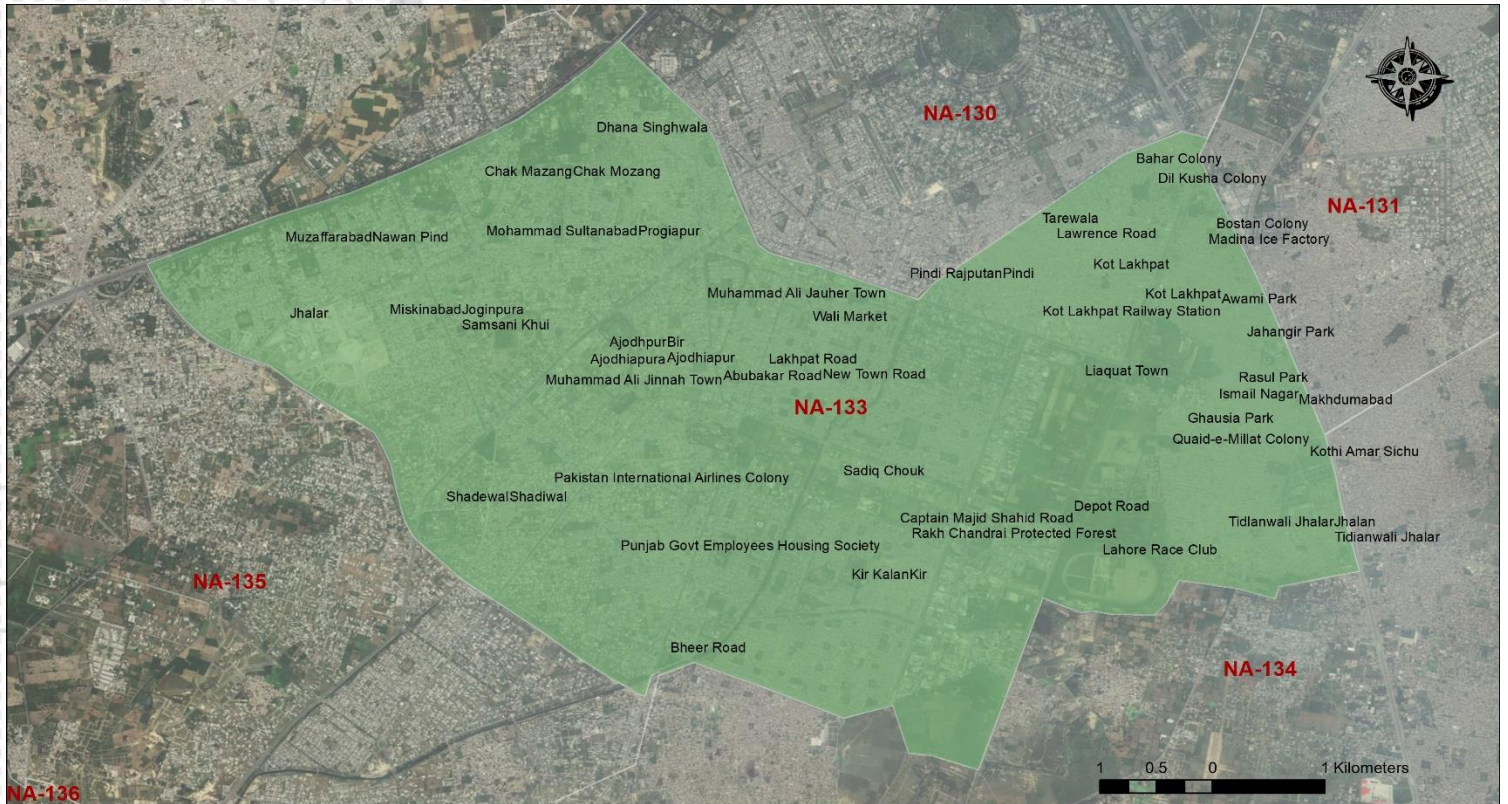 NA-130
Dhana Singhwala
Bahar Colony
Chak MazangChak Mozang
Dil Kusha Colony
NA-131
Tarewala
Bostan Colony
Mohammad SultanabadProgiapur
Lawrence Road
MuzaffarabadNawan Pind
Madina Ice Factory
Kot Lakhpat
Pindi RajputanPindi
Muhammad Ali Jauher Town
Kot Lakhpat
Awami Park
Jhalar
MiskinabadJoginpura
Kot Lakhpat Railway Station
Wali Market
Samsani Khui
Jahangir Park
AjodhpurBir
AjodhiapuraAjodhiapur
Lakhpat Road
Liaquat Town
Muhammad Ali Jinnah Town
Abubakar Road
New Town Road
Rasul Park
Ismail Nagar
Makhdumabad
NA-133
Ghausia Park
Quaid-e-Millat Colony
Kothi Amar Sichu
Sadiq Chouk
Pakistan International Airlines Colony
ShadewalShadiwal
Depot Road
Captain Majid Shahid Road
Tidlanwali JhalarJhalan
Rakh Chandrai Protected Forest
Tidianwali Jhalar
Punjab Govt Employees Housing Society
Lahore Race Club
Kir KalanKir
NA-135
Bheer Road
NA-134
1 0.5 0 1 Kilometers
NA-136